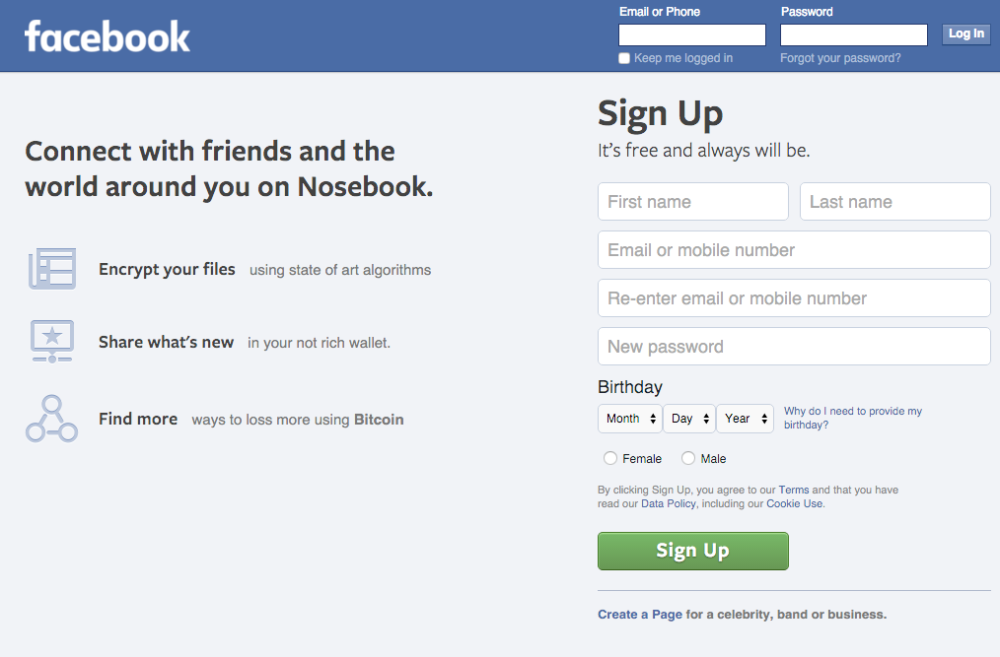 facebook
Email or Phone
Password
Log In
Keep me logged in
Forgot your password?
Connect with friends and the
world around you on Nosebook.
Encrypt your files using state of art algorithms
Share what's new in your not rich wallet.
Find more ways to loss more using Bitcoin
Sign Up
It's free and always will be.
First name
Last name
Email or mobile number
Re-enter email or mobile number
New password
Birthday
Month
Day
Year
Why do I need to provide my
birthday?
Female
Male
By clicking Sign Up, you agree to our Terms and that you have
read our Data Policy, including our Cookie Use.
Sign Up
Create a Page for a celebrity, band or business.